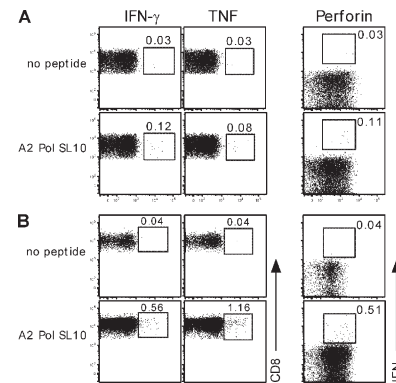 A
IFN-γ TNF Perforin
no peptide
0.03 0.03 0.03
A2 Pol SL10
0.12 0.08 0.11
B
no peptide
0.04 0.04 0.04
A2 Pol SL10
0.56 1.16 0.51
CD8